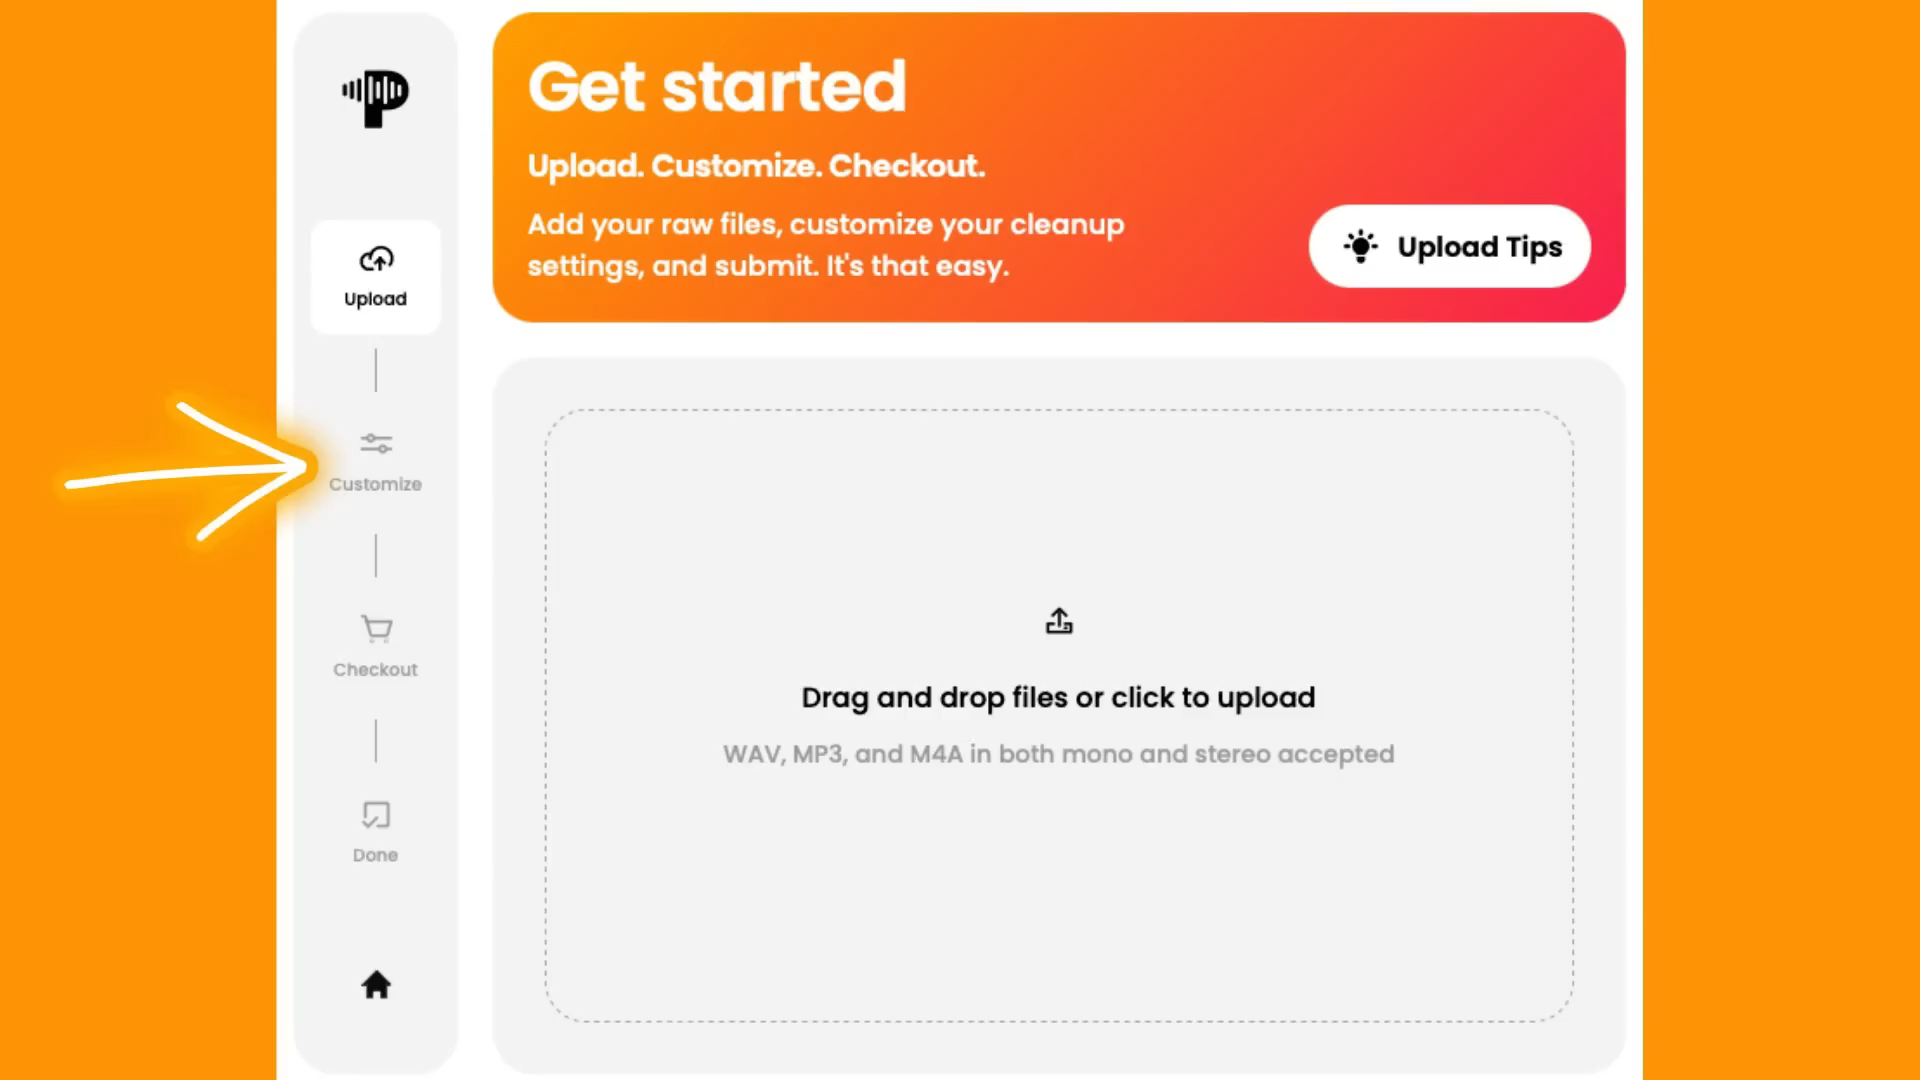 Upload
Customize
Checkout
Done
Get started
Upload. Customize. Checkout.
Add your raw files, customize your cleanup
settings, and submit. It's that easy.
Upload Tips
Drag and drop files or click to upload
WAV, MP3, and M4A in both mono and stereo accepted